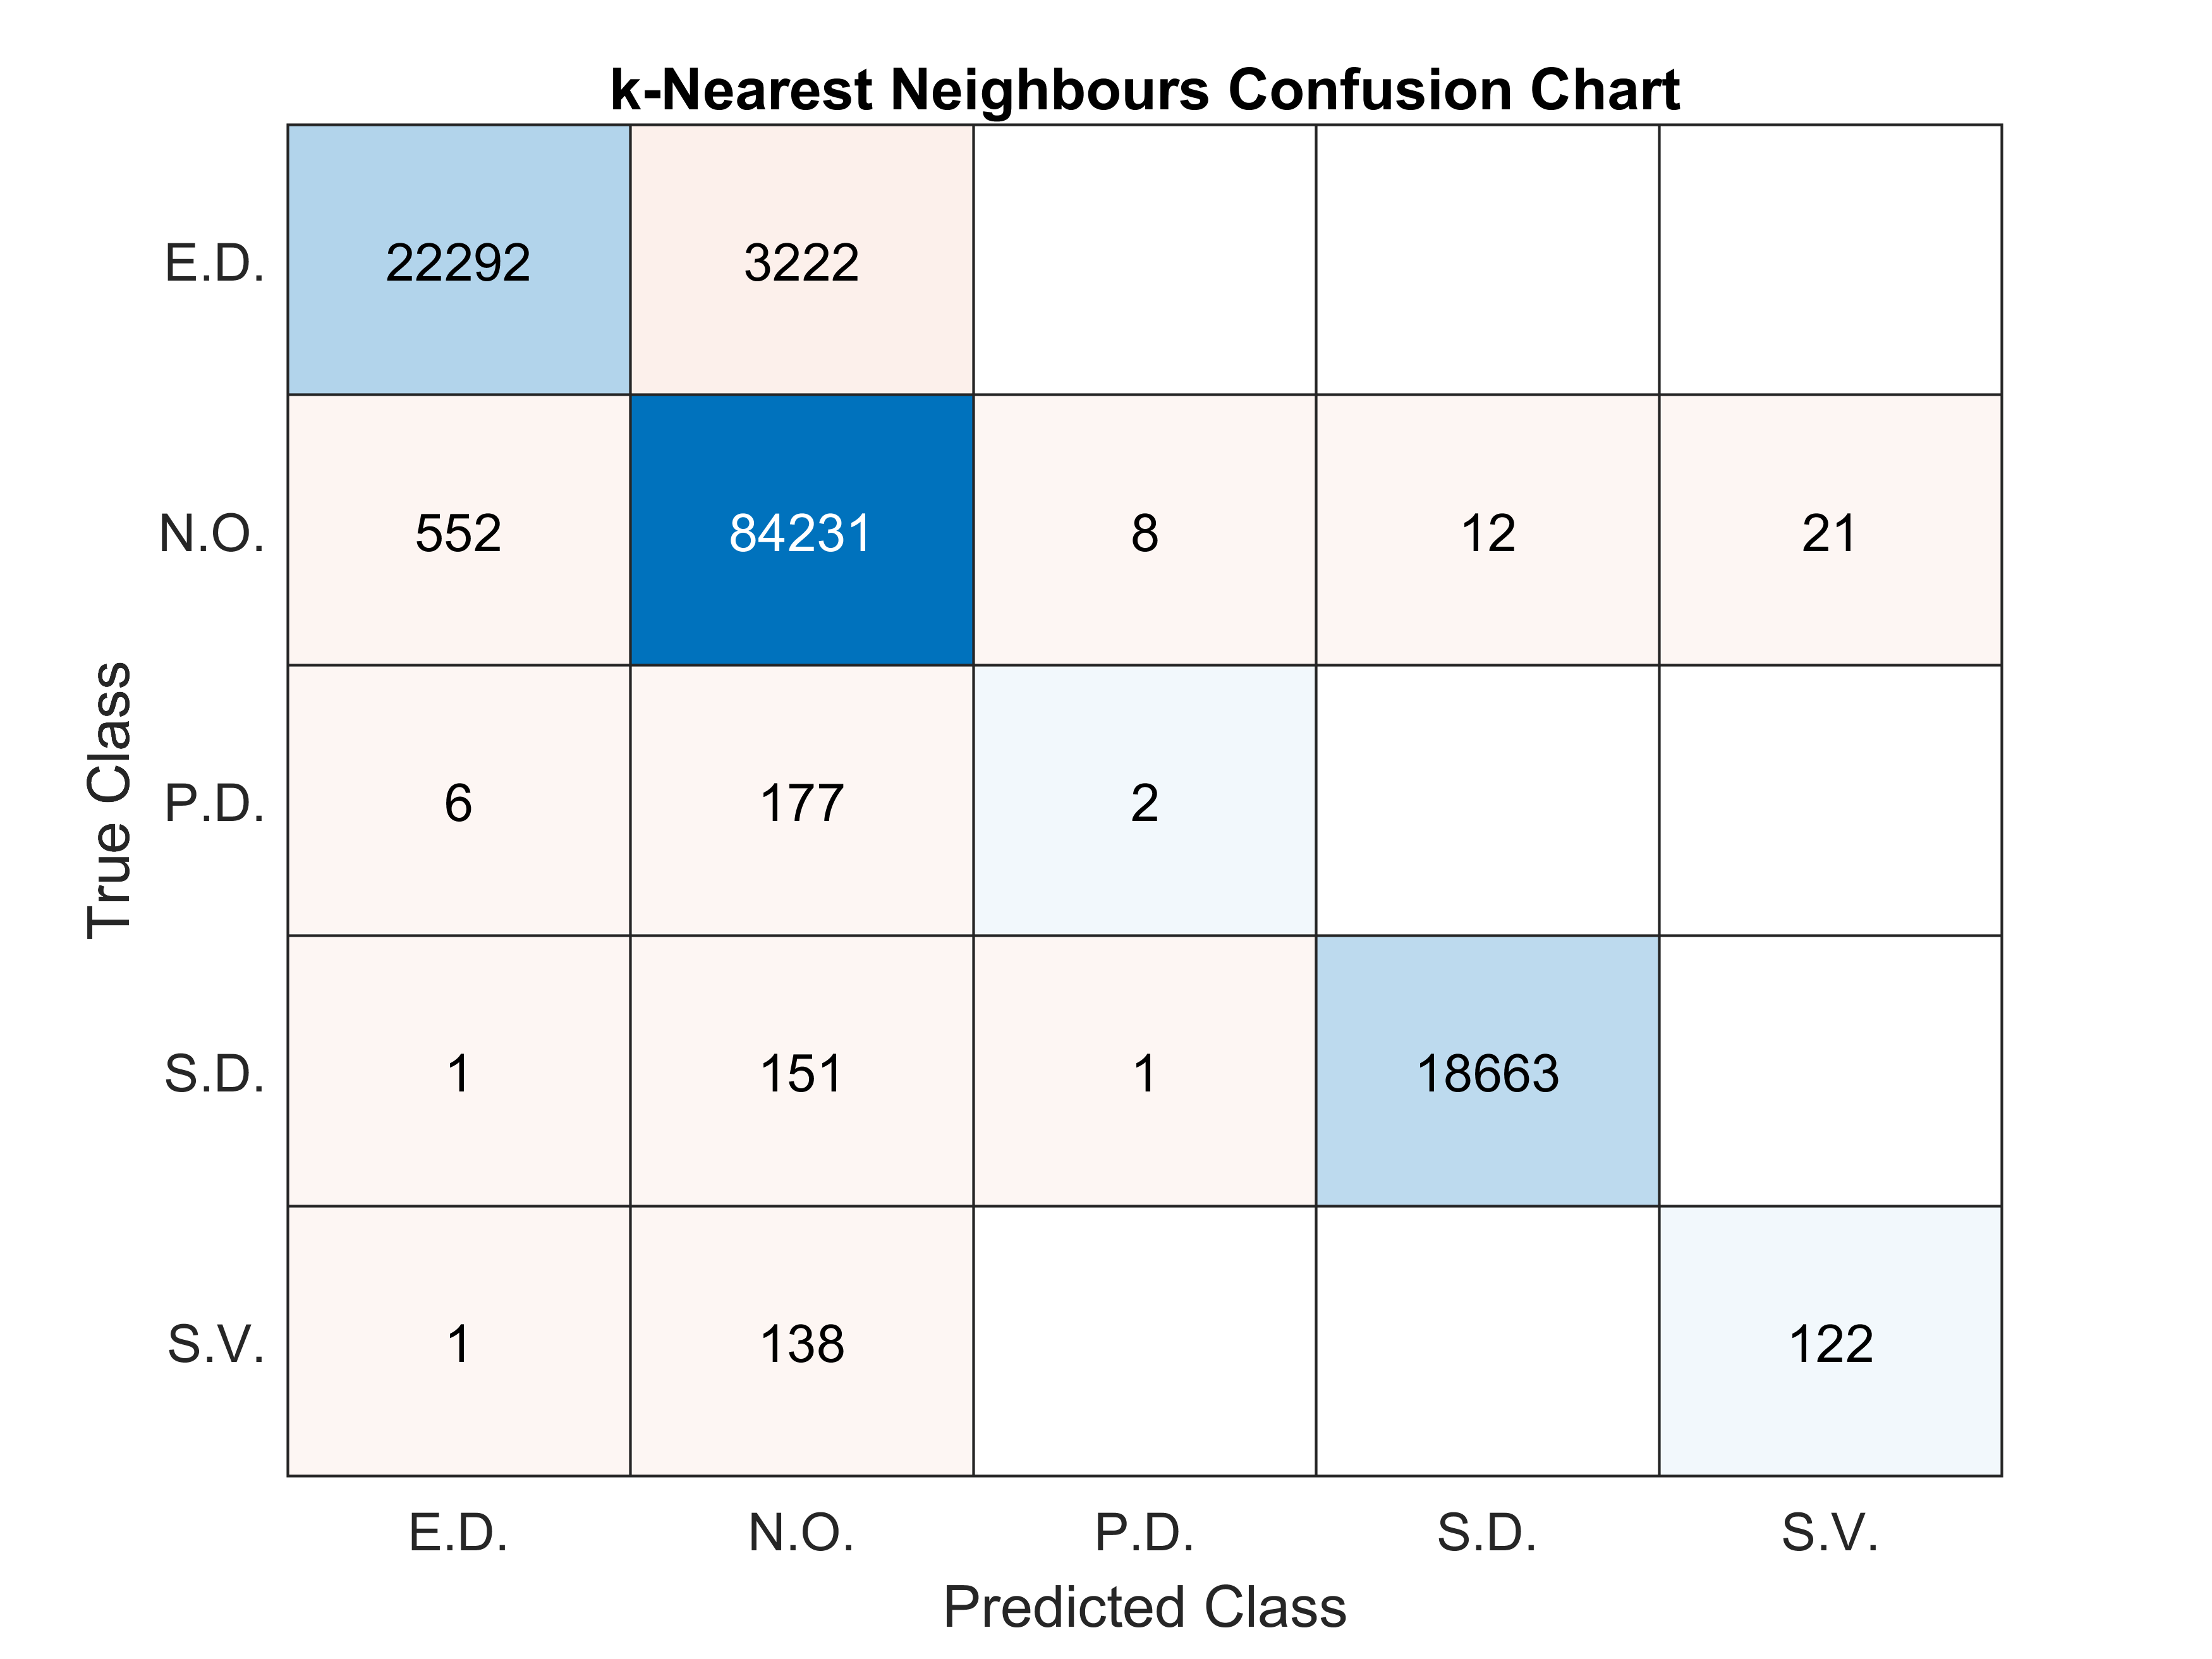 k-Nearest Neighbours Confusion Chart
E.D. 22292 3222
N.O. 552 84231 8 12 21
P.D. 6 177 2
S.D. 1 151 1 18663
S.V. 1 138 122
E.D. N.O. P.D. S.D. S.V.
Predicted Class
True Class